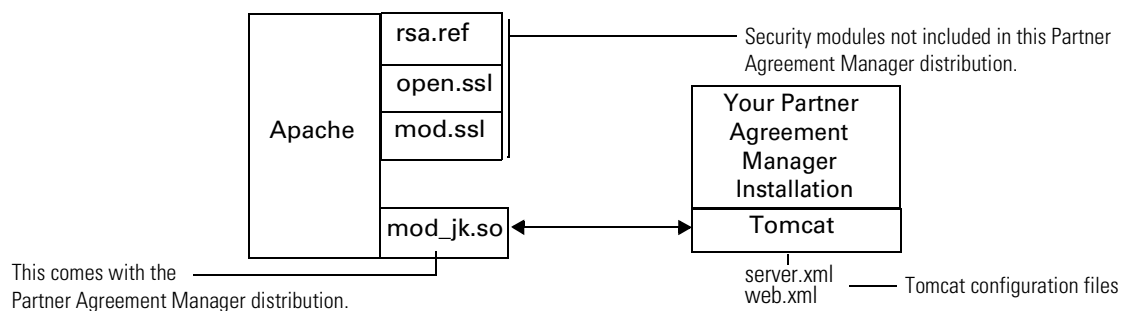 rsa.ref
Security modules not included in this Partner
Agreement Manager distribution.
open.ssl
Apache
mod.ssl
Your Partner
Agreement
Manager
Installation
mod_jk.so
Tomcat
This comes with the
Partner Agreement Manager distribution.
server.xml
web.xml
Tomcat configuration files